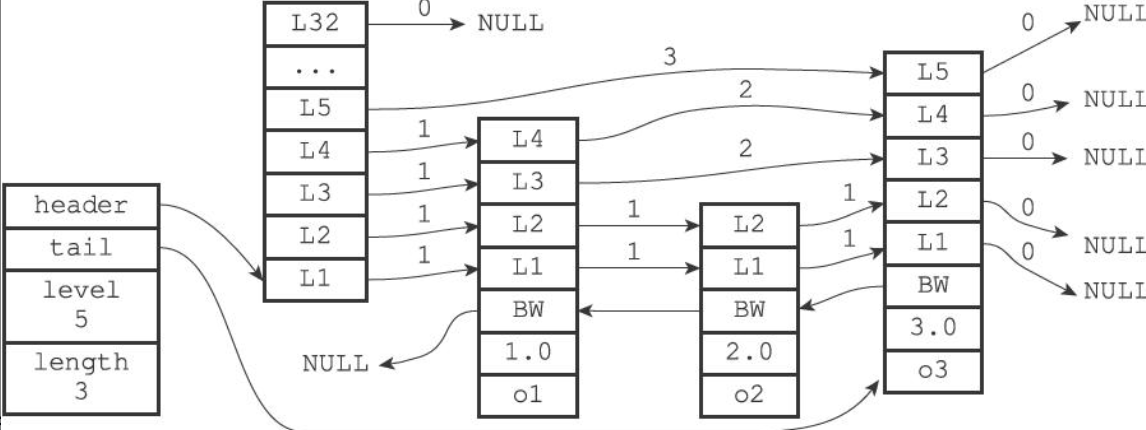 header
tail
level
5
length
3
L32
...
L5
L4
L3
L2
L1
0
NULL
3
1
1
1
1
L4
L3
L2
L1
BW
1.0
o1
NULL
2
2
1
1
L2
L1
BW
2.0
o2
1
1
L5
L4
L3
L2
L1
BW
3.0
o3
0
NULL
0
NULL
0
NULL
0
NULL
0
NULL